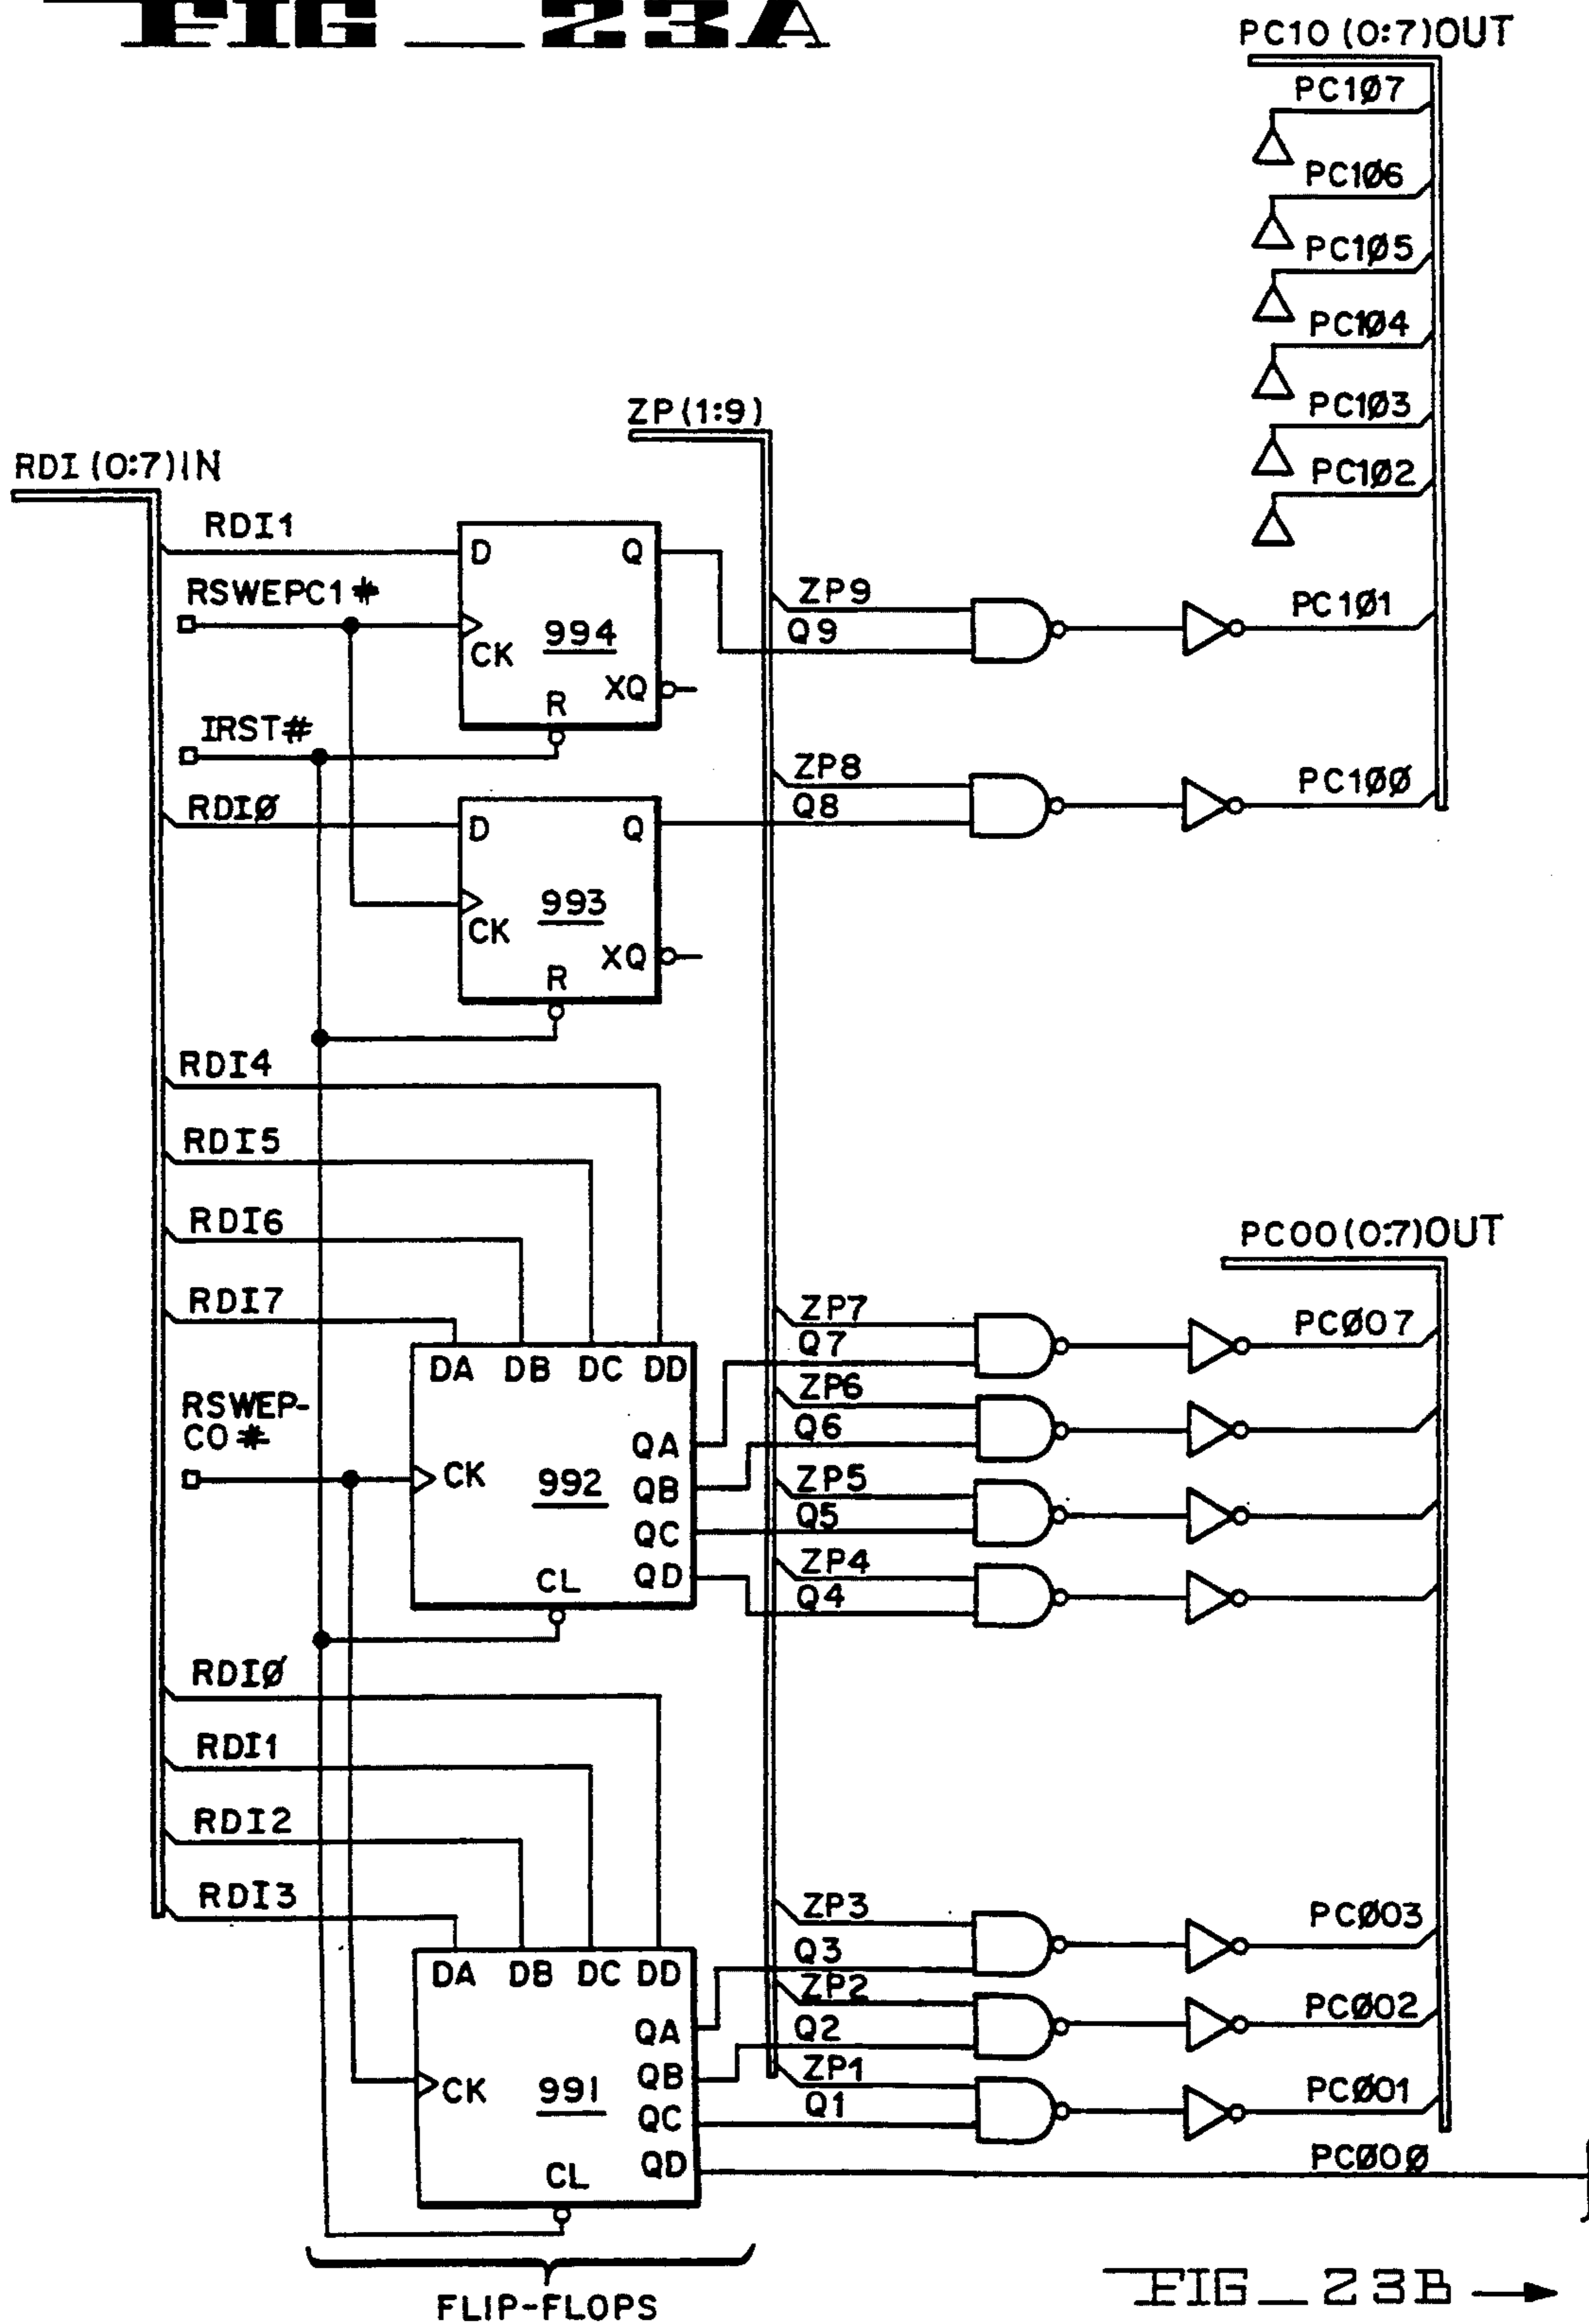 FIG_23A
PC10 (0:7)OUT
PC1Ø7
PC1Ø6
PC1Ø5
PC1Ø4
PC1Ø3
PC1Ø2
ZP(1:9)
RDI (0:7)IN
RDI1
D
Q
RSWEPC1#
CK
994
XQ
R
ZP9
Q9
PC1Ø1
IRST#
RDIØ
D
Q
CK
993
XQ
R
ZP8
Q8
PC1ØØ
RDI4
RDI5
RDI6
RDI7
DA DB DC DD
RSWEP-
CO#
CK
992
QA
QB
QC
QD
CL
PC00(0:7)OUT
ZP7
Q7
PCØ07
ZP6
Q6
ZP5
Q5
ZP4
Q4
RDIØ
RDI1
RDI2
RDI3
DA DB DC DD
CK
991
QA
QB
QC
QD
CL
ZP3
Q3
PCØ03
ZP2
Q2
PCØ02
ZP1
Q1
PCØ01
PCØ0Ø
FLIP-FLOPS
FIG_23B